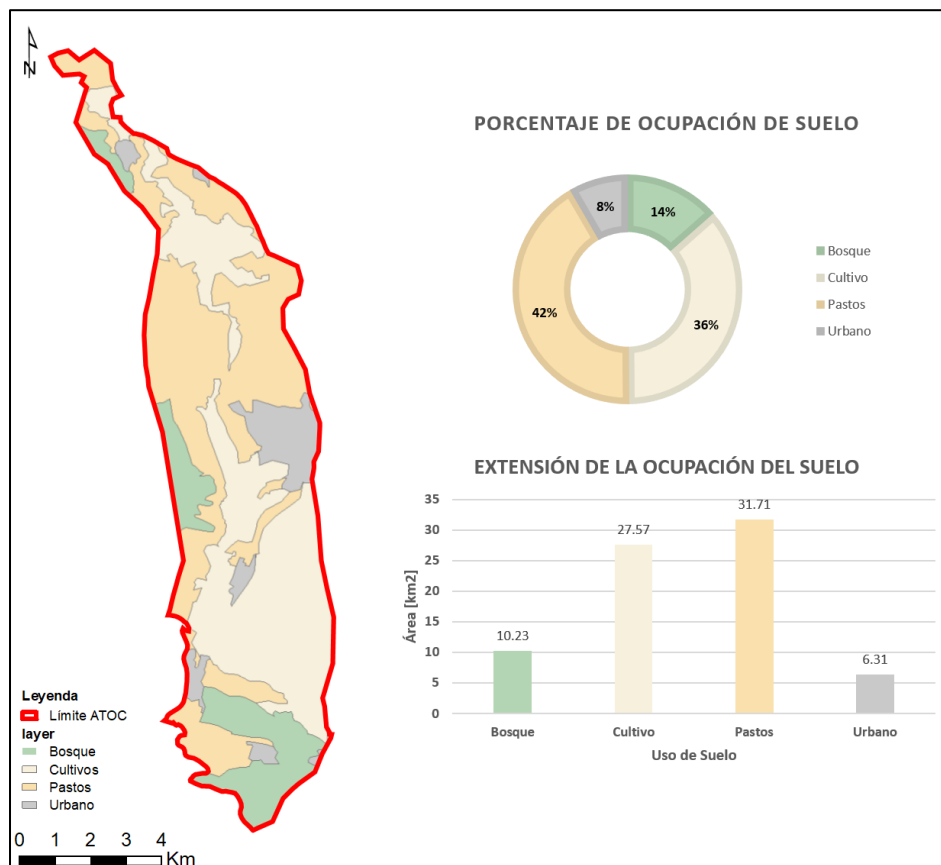 N
PORCENTAJE DE OCUPACIÓN DE SUELO
8%
14%
42%
36%
Bosque
Cultivo
Pastos
Urbano
EXTENSIÓN DE LA OCUPACIÓN DEL SUELO
35
30
25
20
15
10
5
0
Área [km2]
10.23
27.57
31.71
6.31
Bosque
Cultivo
Pastos
Urbano
Uso de Suelo
Leyenda
Límite ATOC
layer
Bosque
Cultivos
Pastos
Urbano
0 1 2 3 4
Km